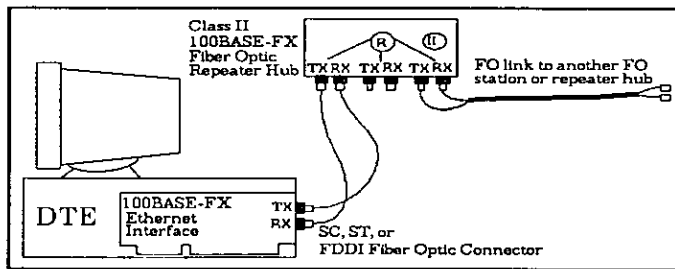 Class II
100BASE-FX
Fiber Optic
Repeater Hub
R
II
TX RX TX RX TX RX
FO link to another FO
station or repeater hub
DTE
100BASE-FX
Ethernet
Interface
TX
RX
SC, ST, or
FDDI Fiber Optic Connector